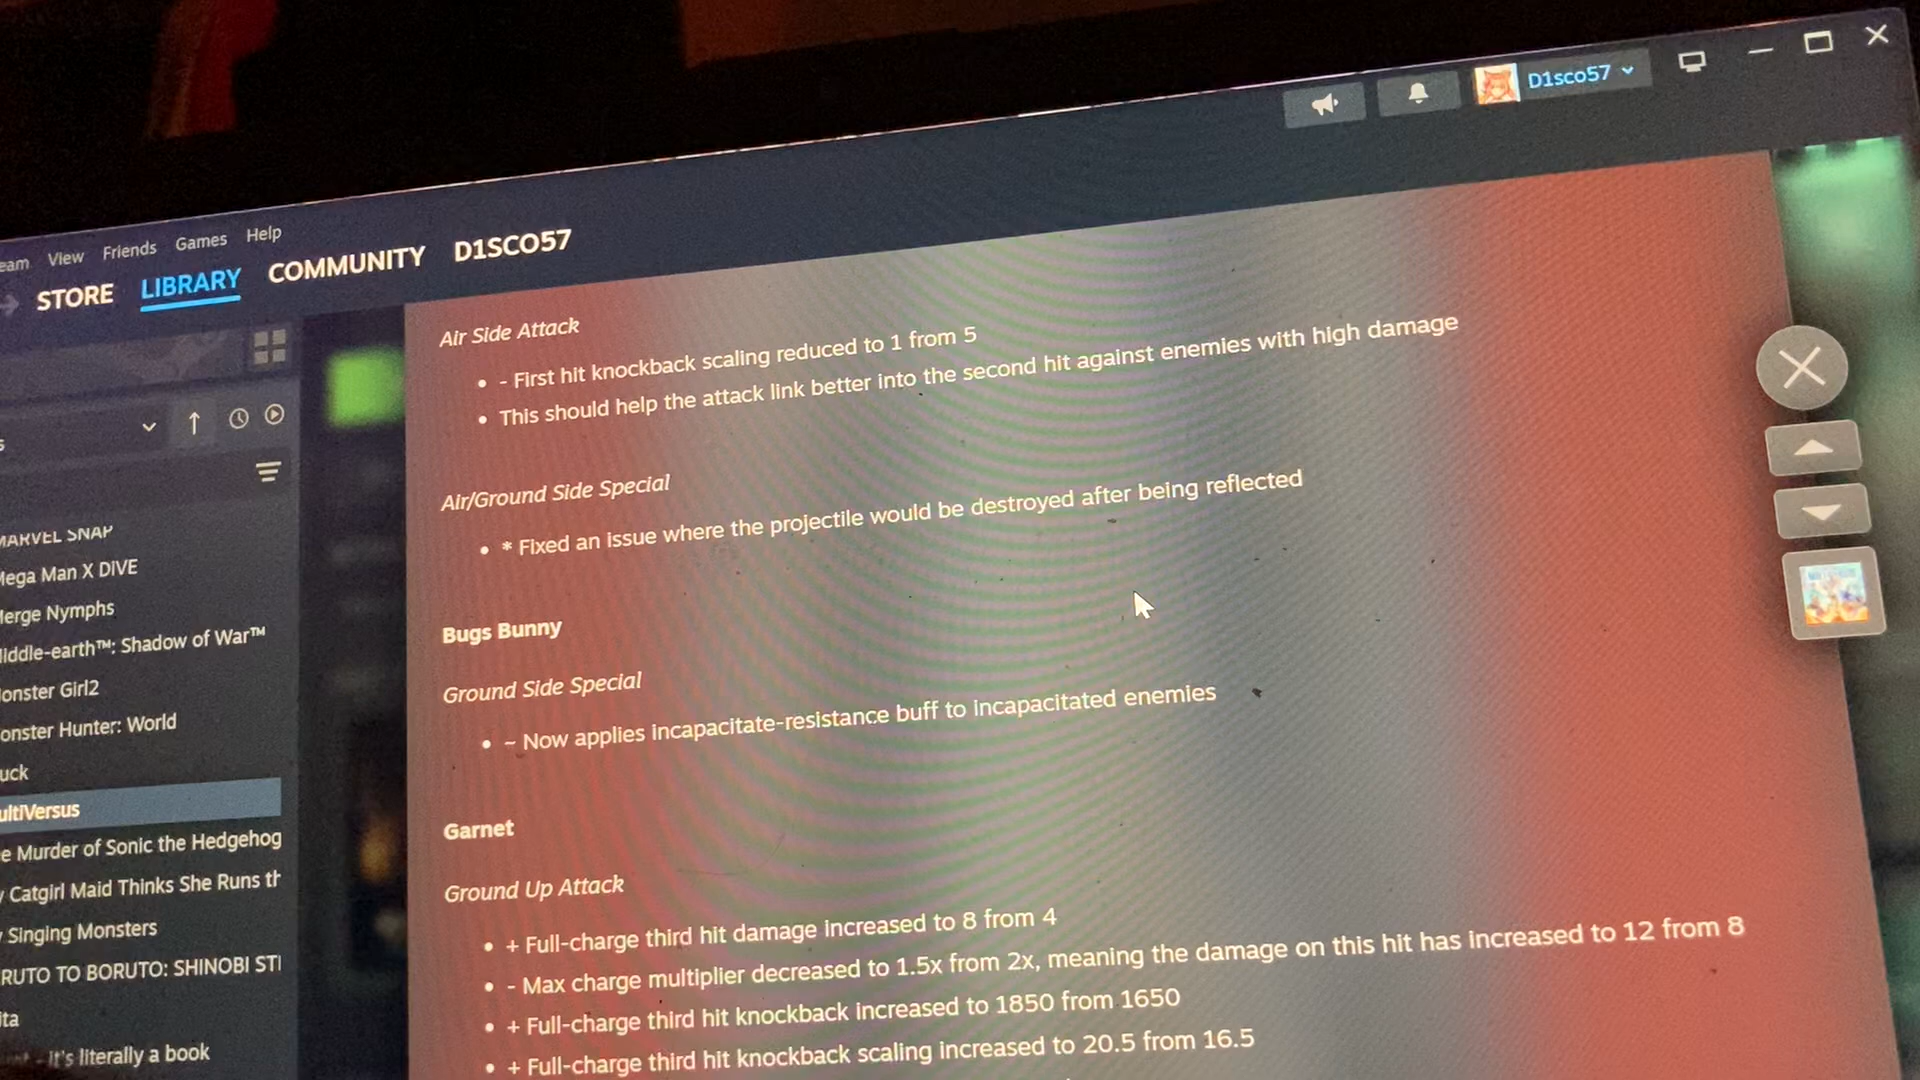 D1sco57
eam View Friends Games Help
STORE LIBRARY COMMUNITY D1SCO57
Air Side Attack
• - First hit knockback scaling reduced to 1 from 5
• This should help the attack link better into the second hit against enemies with high damage
Air/Ground Side Special
• * Fixed an issue where the projectile would be destroyed after being reflected
Bugs Bunny
Ground Side Special
• ~ Now applies incapacitate-resistance buff to incapacitated enemies
Garnet
Ground Up Attack
• + Full-charge third hit damage increased to 8 from 4
• - Max charge multiplier decreased to 1.5x from 2x, meaning the damage on this hit has increased to 12 from 8
• + Full-charge third hit knockback increased to 1850 from 1650
• + Full-charge third hit knockback scaling increased to 20.5 from 16.5
s
MARVEL SNAP
Mega Man X DIVE
Merge Nymphs
Middle-earth™: Shadow of War™
onster Girl2
onster Hunter: World
uck
ultiVersus
e Murder of Sonic the Hedgehog
y Catgirl Maid Thinks She Runs th
y Singing Monsters
RUTO TO BORUTO: SHINOBI STI
ita
- It's literally a book